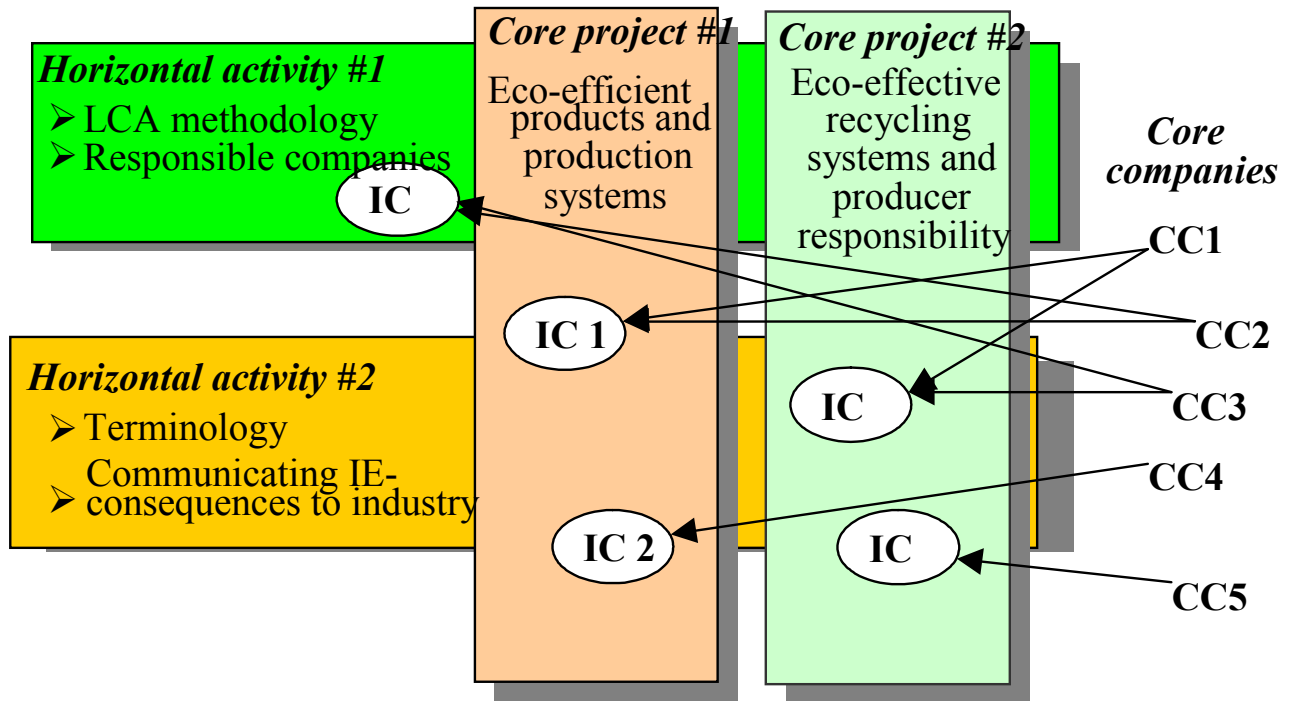 Horizontal activity #1
➢ LCA methodology
➢ Responsible companies
IC
Core project #1
Eco-efficient
products and
production
systems
Core project #2
Eco-effective
recycling
systems and
producer
responsibility
Core
companies
CC1
CC2
CC3
CC4
CC5
IC 1
IC
Horizontal activity #2
➢ Terminology
Communicating IE-
➢ consequences to industry
IC 2
IC